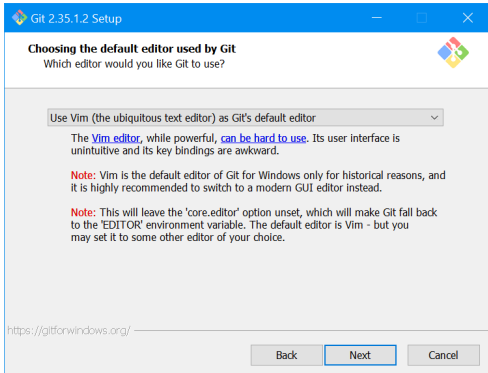 Git 2.35.1.2 Setup
Choosing the default editor used by Git
Which editor would you like Git to use?
Use Vim (the ubiquitous text editor) as Git's default editor
The Vim editor, while powerful, can be hard to use. Its user interface is
unintuitive and its key bindings are awkward.
Note: Vim is the default editor of Git for Windows only for historical reasons, and
it is highly recommended to switch to a modern GUI editor instead.
Note: This will leave the 'core.editor' option unset, which will make Git fall back
to the 'EDITOR' environment variable. The default editor is Vim - but you
may set it to some other editor of your choice.
https://gitforwindows.org/
Back Next Cancel